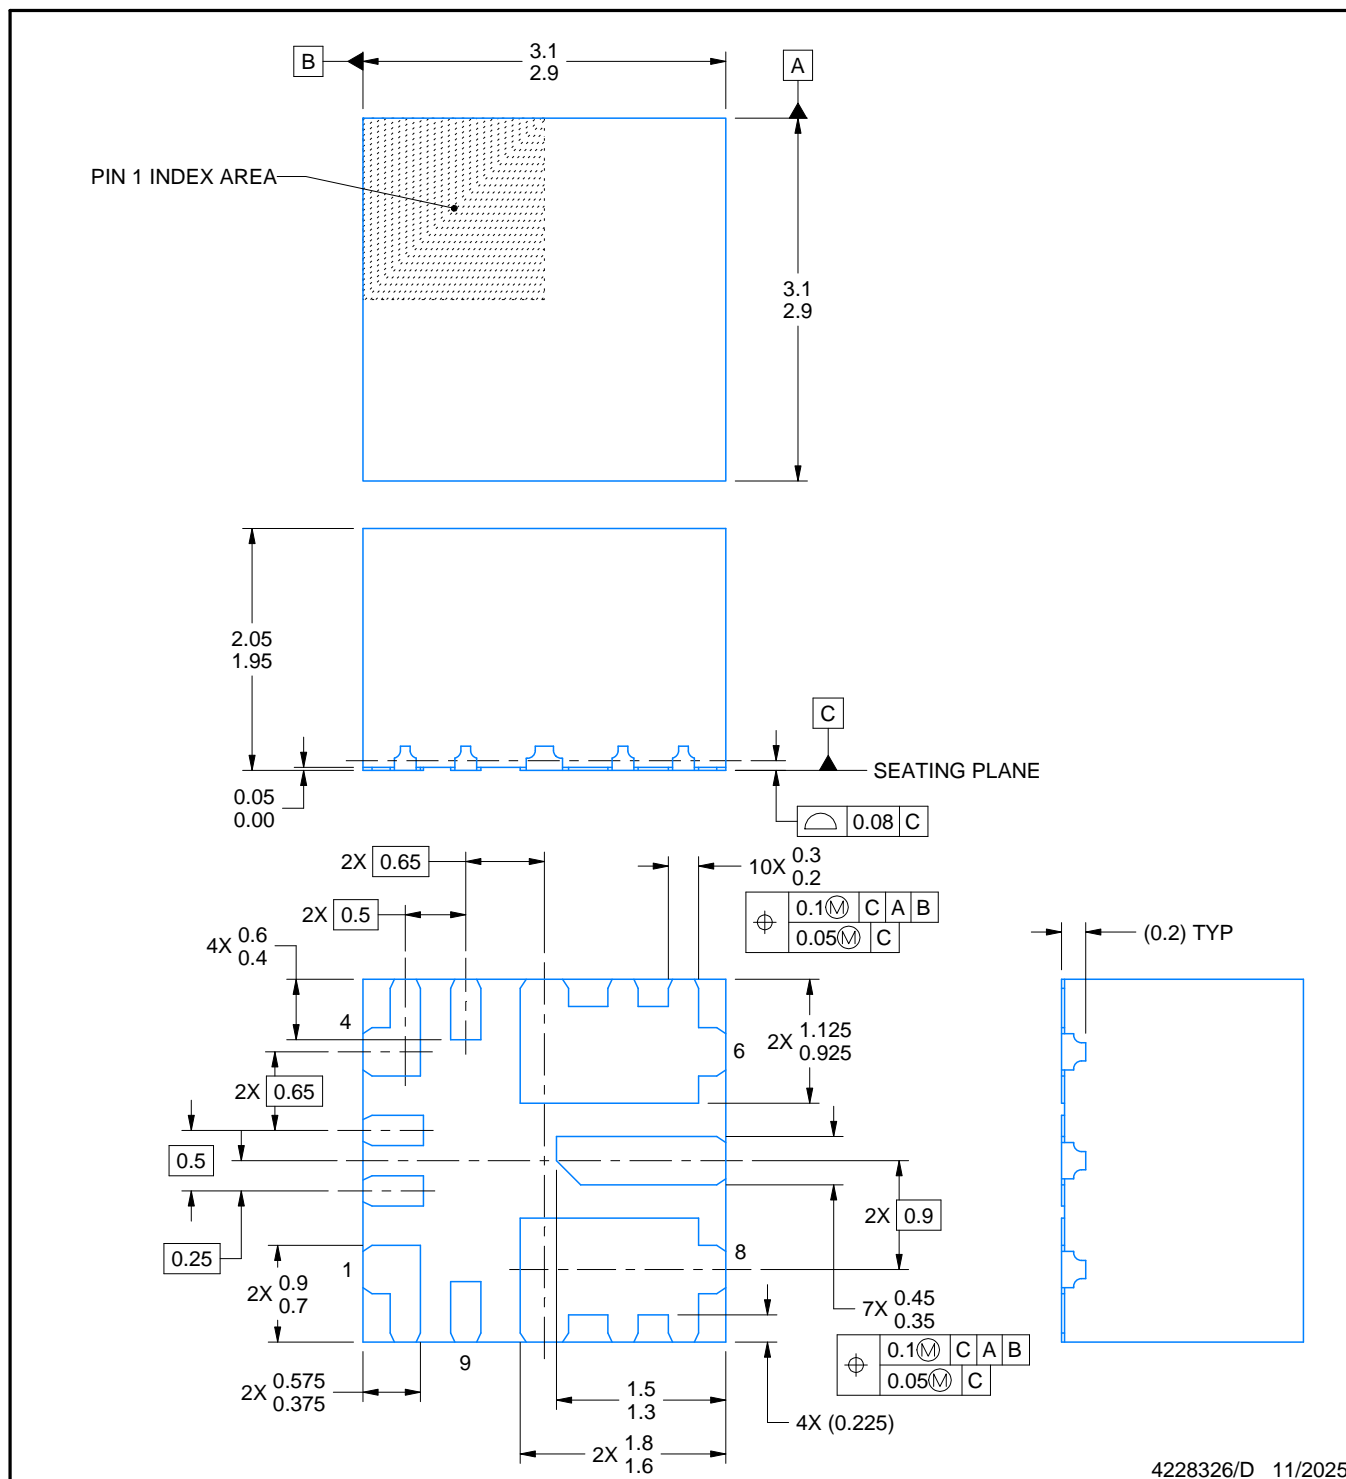 B
3.1
2.9
A
PIN 1 INDEX AREA
3.1
2.9
2.05
1.95
C
SEATING PLANE
0.05
0.00
0.08 C
2X 0.65
10X 0.3
0.2
0.1Ⓜ C A B
0.05Ⓜ C
2X 0.5
4X 0.6
0.4
(0.2) TYP
4
6
2X 1.125
0.925
2X 0.65
0.5
2X 0.9
0.25
1
8
2X 0.9
0.7
7X 0.45
0.35
0.1Ⓜ C A B
0.05Ⓜ C
9
2X 0.575
0.375
1.5
1.3
4X (0.225)
2X 1.8
1.6
4228326/D 11/2025